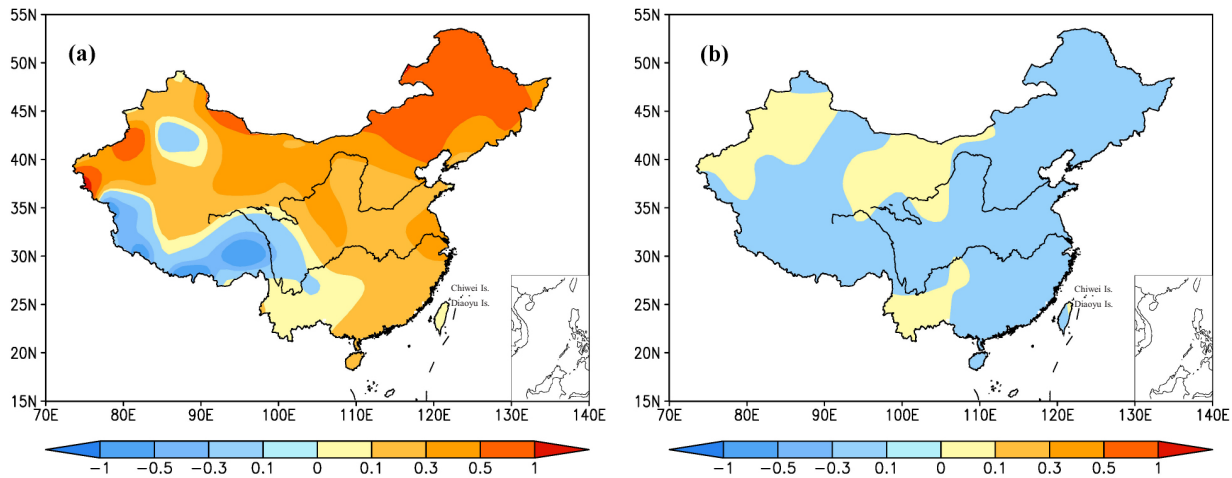 (a)
55N
50N
45N
40N
35N
30N
25N
20N
15N
70E 80E 90E 100E 110E 120E 130E 140E
Chiwei Is.
Diaoyu Is.
−1 −0.5 −0.3 0.1 0 0.1 0.3 0.5 1
(b)
55N
50N
45N
40N
35N
30N
25N
20N
15N
70E 80E 90E 100E 110E 120E 130E 140E
Chiwei Is.
Diaoyu Is.
−1 −0.5 −0.3 0.1 0 0.1 0.3 0.5 1